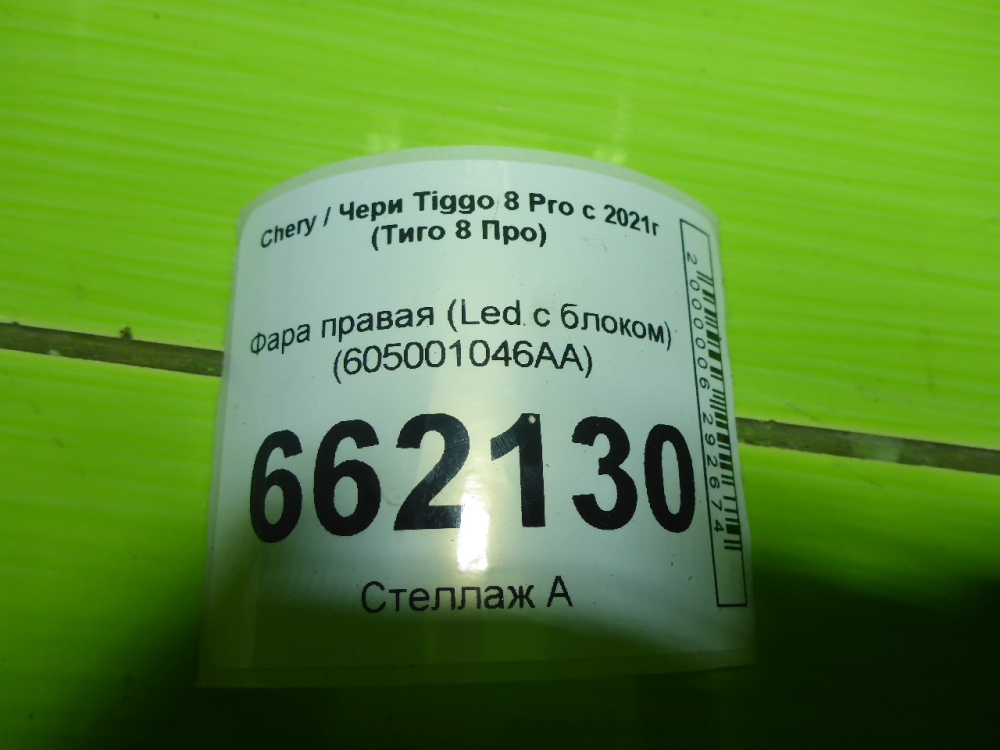 Chery / Чери Tiggo 8 Pro с 2021г
(Тиго 8 Про)
Фара правая (Led с блоком)
(605001046AA)
662130
Стеллаж А
2000006292674